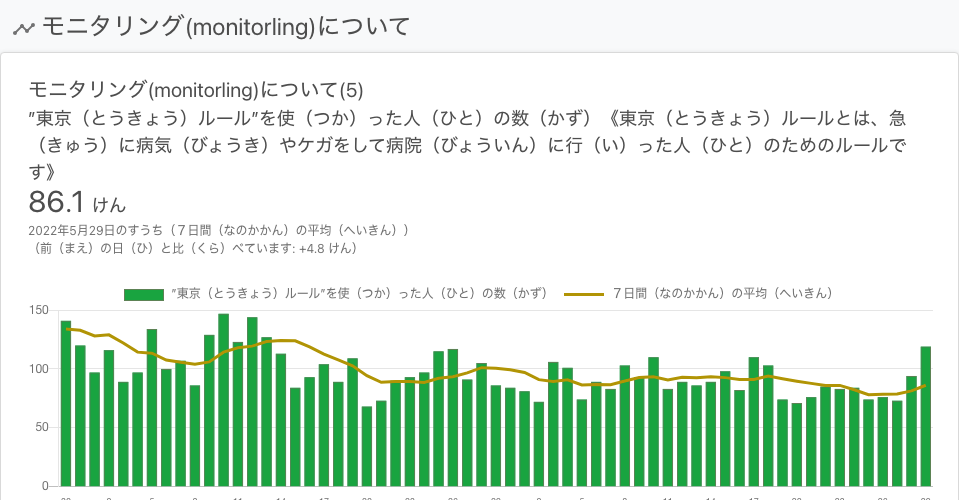 モニタリング(monitorling)について
モニタリング(monitorling)について(5)
”東京（とうきょう）ルール”を使（つか）った人（ひと）の数（かず）《東京（とうきょう）ルールとは、急
（きゅう）に病気（びょうき）やケガをして病院（びょういん）に行（い）った人（ひと）のためのルールで
す》
86.1 けん
2022年5月29日のすうち（７日間（なのかかん）の平均（へいきん））
（前（まえ）の日（ひ）と比（くら）べています: +4.8 けん）
”東京（とうきょう）ルール”を使（つか）った人（ひと）の数（かず） ７日間（なのかかん）の平均（へいきん）
150
100
50
0